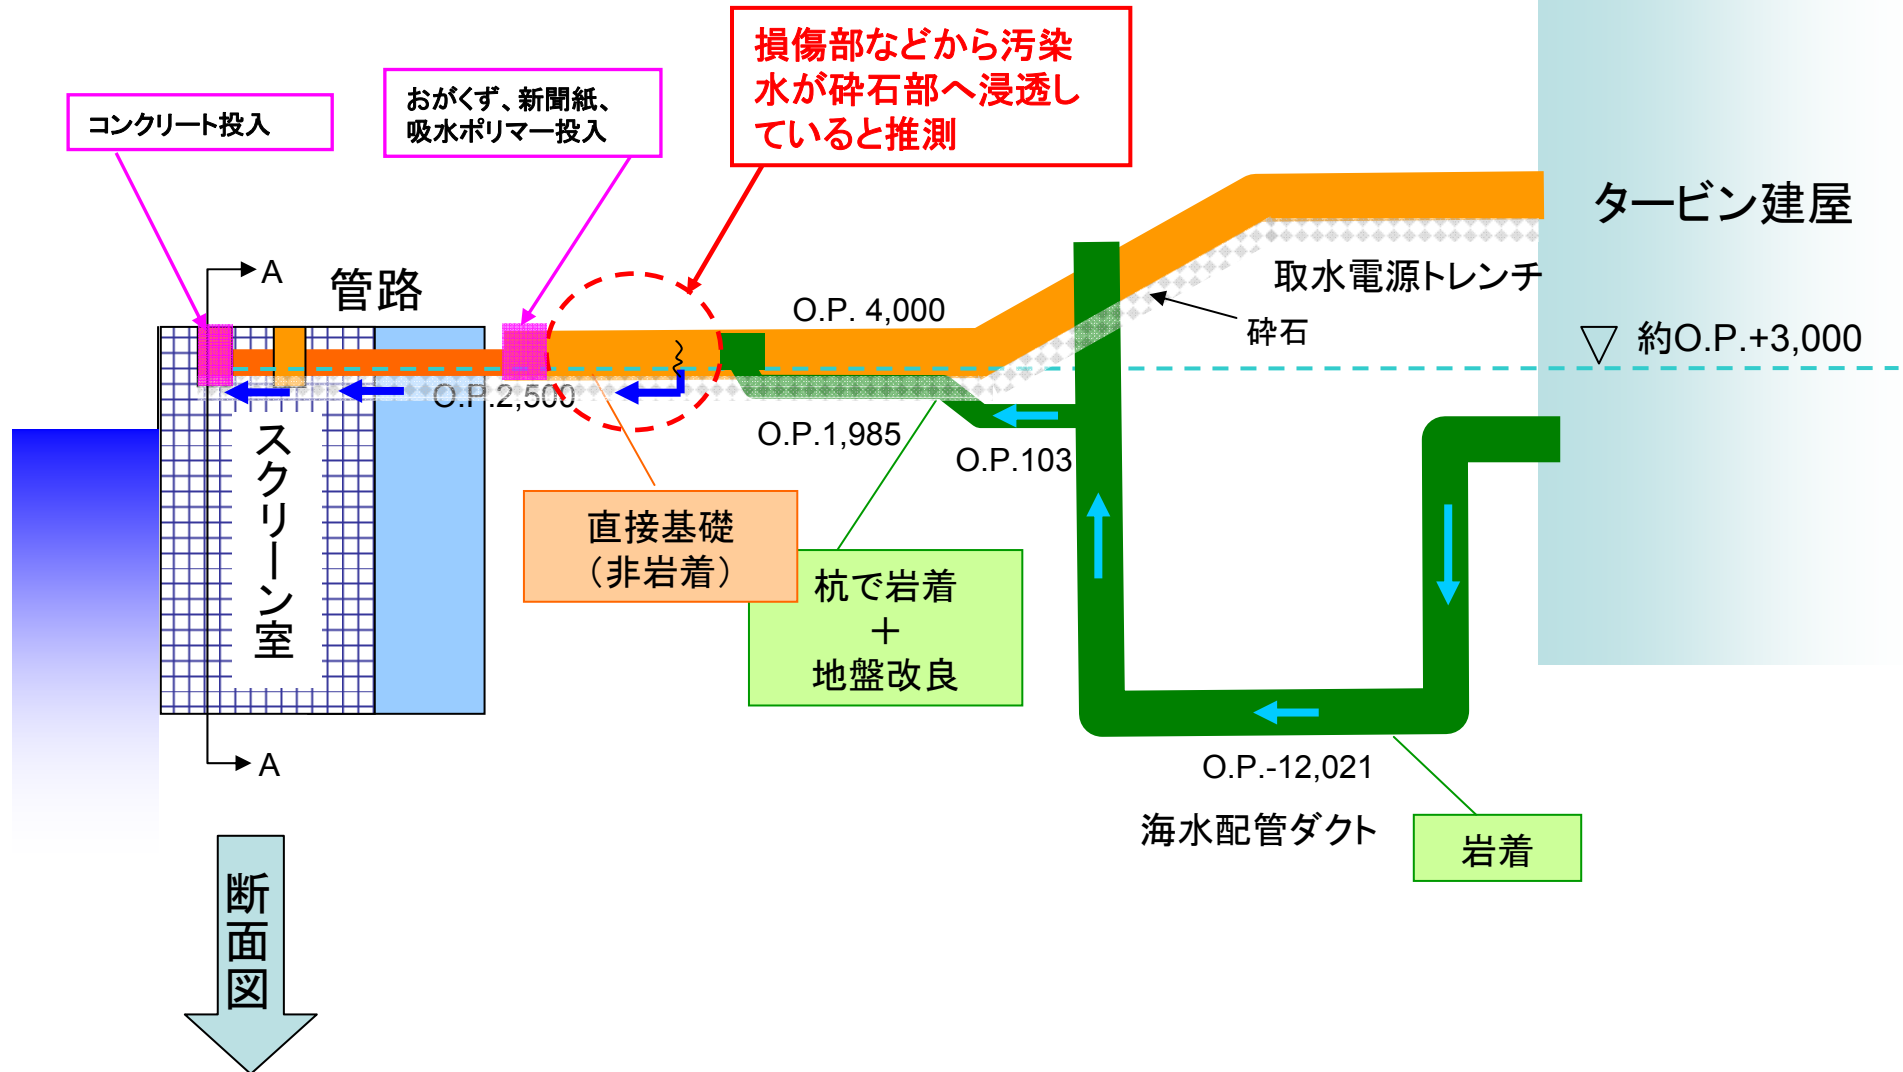 損傷部などから汚染
水が砕石部へ浸透し
ていると推測
おがくず、新聞紙、
吸水ポリマー投入
コンクリート投入
タービン建屋
A
管路
取水電源トレンチ
O.P. 4,000
砕石
▽ 約O.P.+3,000
O.P.2,500
O.P.1,985
O.P.103
スクリーン室
直接基礎
（非岩着）
杭で岩着
＋
地盤改良
A
O.P.-12,021
海水配管ダクト
岩着
断面図